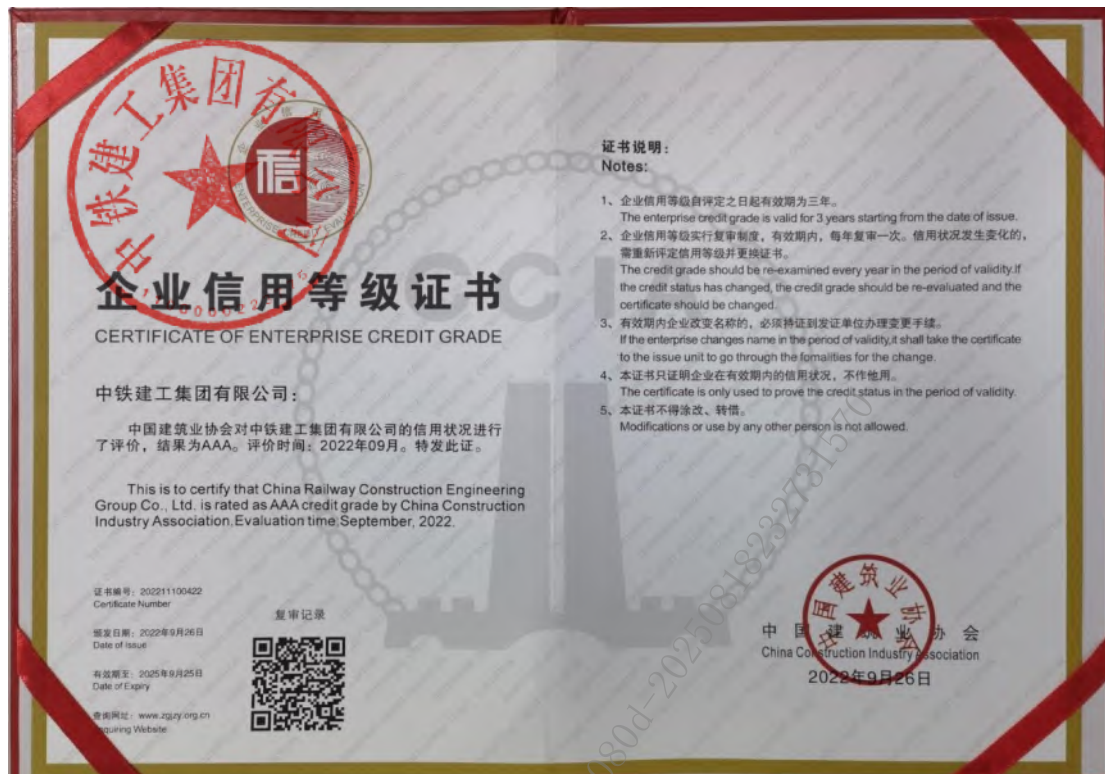 中铁建工集团有限公司
企业信用等级证书
CERTIFICATE OF ENTERPRISE CREDIT GRADE
中铁建工集团有限公司：
中国建筑业协会对中铁建工集团有限公司的信用状况进行
了评价，结果为AAA。评价时间：2022年09月。特发此证。
This is to certify that China Railway Construction Engineering
Group Co., Ltd. is rated as AAA credit grade by China Construction
Industry Association.Evaluation time:September, 2022.
证书编号：202211100422
Certificate Number
颁发日期：2022年9月26日
Date of Issue
有效期至：2025年9月25日
Date of Expiry
查询网址：www.zgjzy.org.cn
Inquiring Website
复审记录
证书说明：
Notes:
1、企业信用等级自评定之日起有效期为三年。
The enterprise credit grade is valid for 3 years starting from the date of issue.
2、企业信用等级实行复审制度，有效期内，每年复审一次。信用状况发生变化的，
需重新评定信用等级并更换证书。
The credit grade should be re-examined every year in the period of validity.If
the credit status has changed, the credit grade should be re-evaluated and the
certificate should be changed.
3、有效期内企业改变名称的，必须持证到发证单位办理变更手续。
If the enterprise changes name in the period of validity,it shall take the certificate
to the issue unit to go through the fomalities for the change.
4、本证书只证明企业在有效期内的信用状况，不作他用。
The certificate is only used to prove the credit status in the period of validity.
5、本证书不得涂改、转借。
Modifications or use by any other person is not allowed.
中国建筑业协会
中国建筑业协会
China Construction Industry Association
2022年9月26日